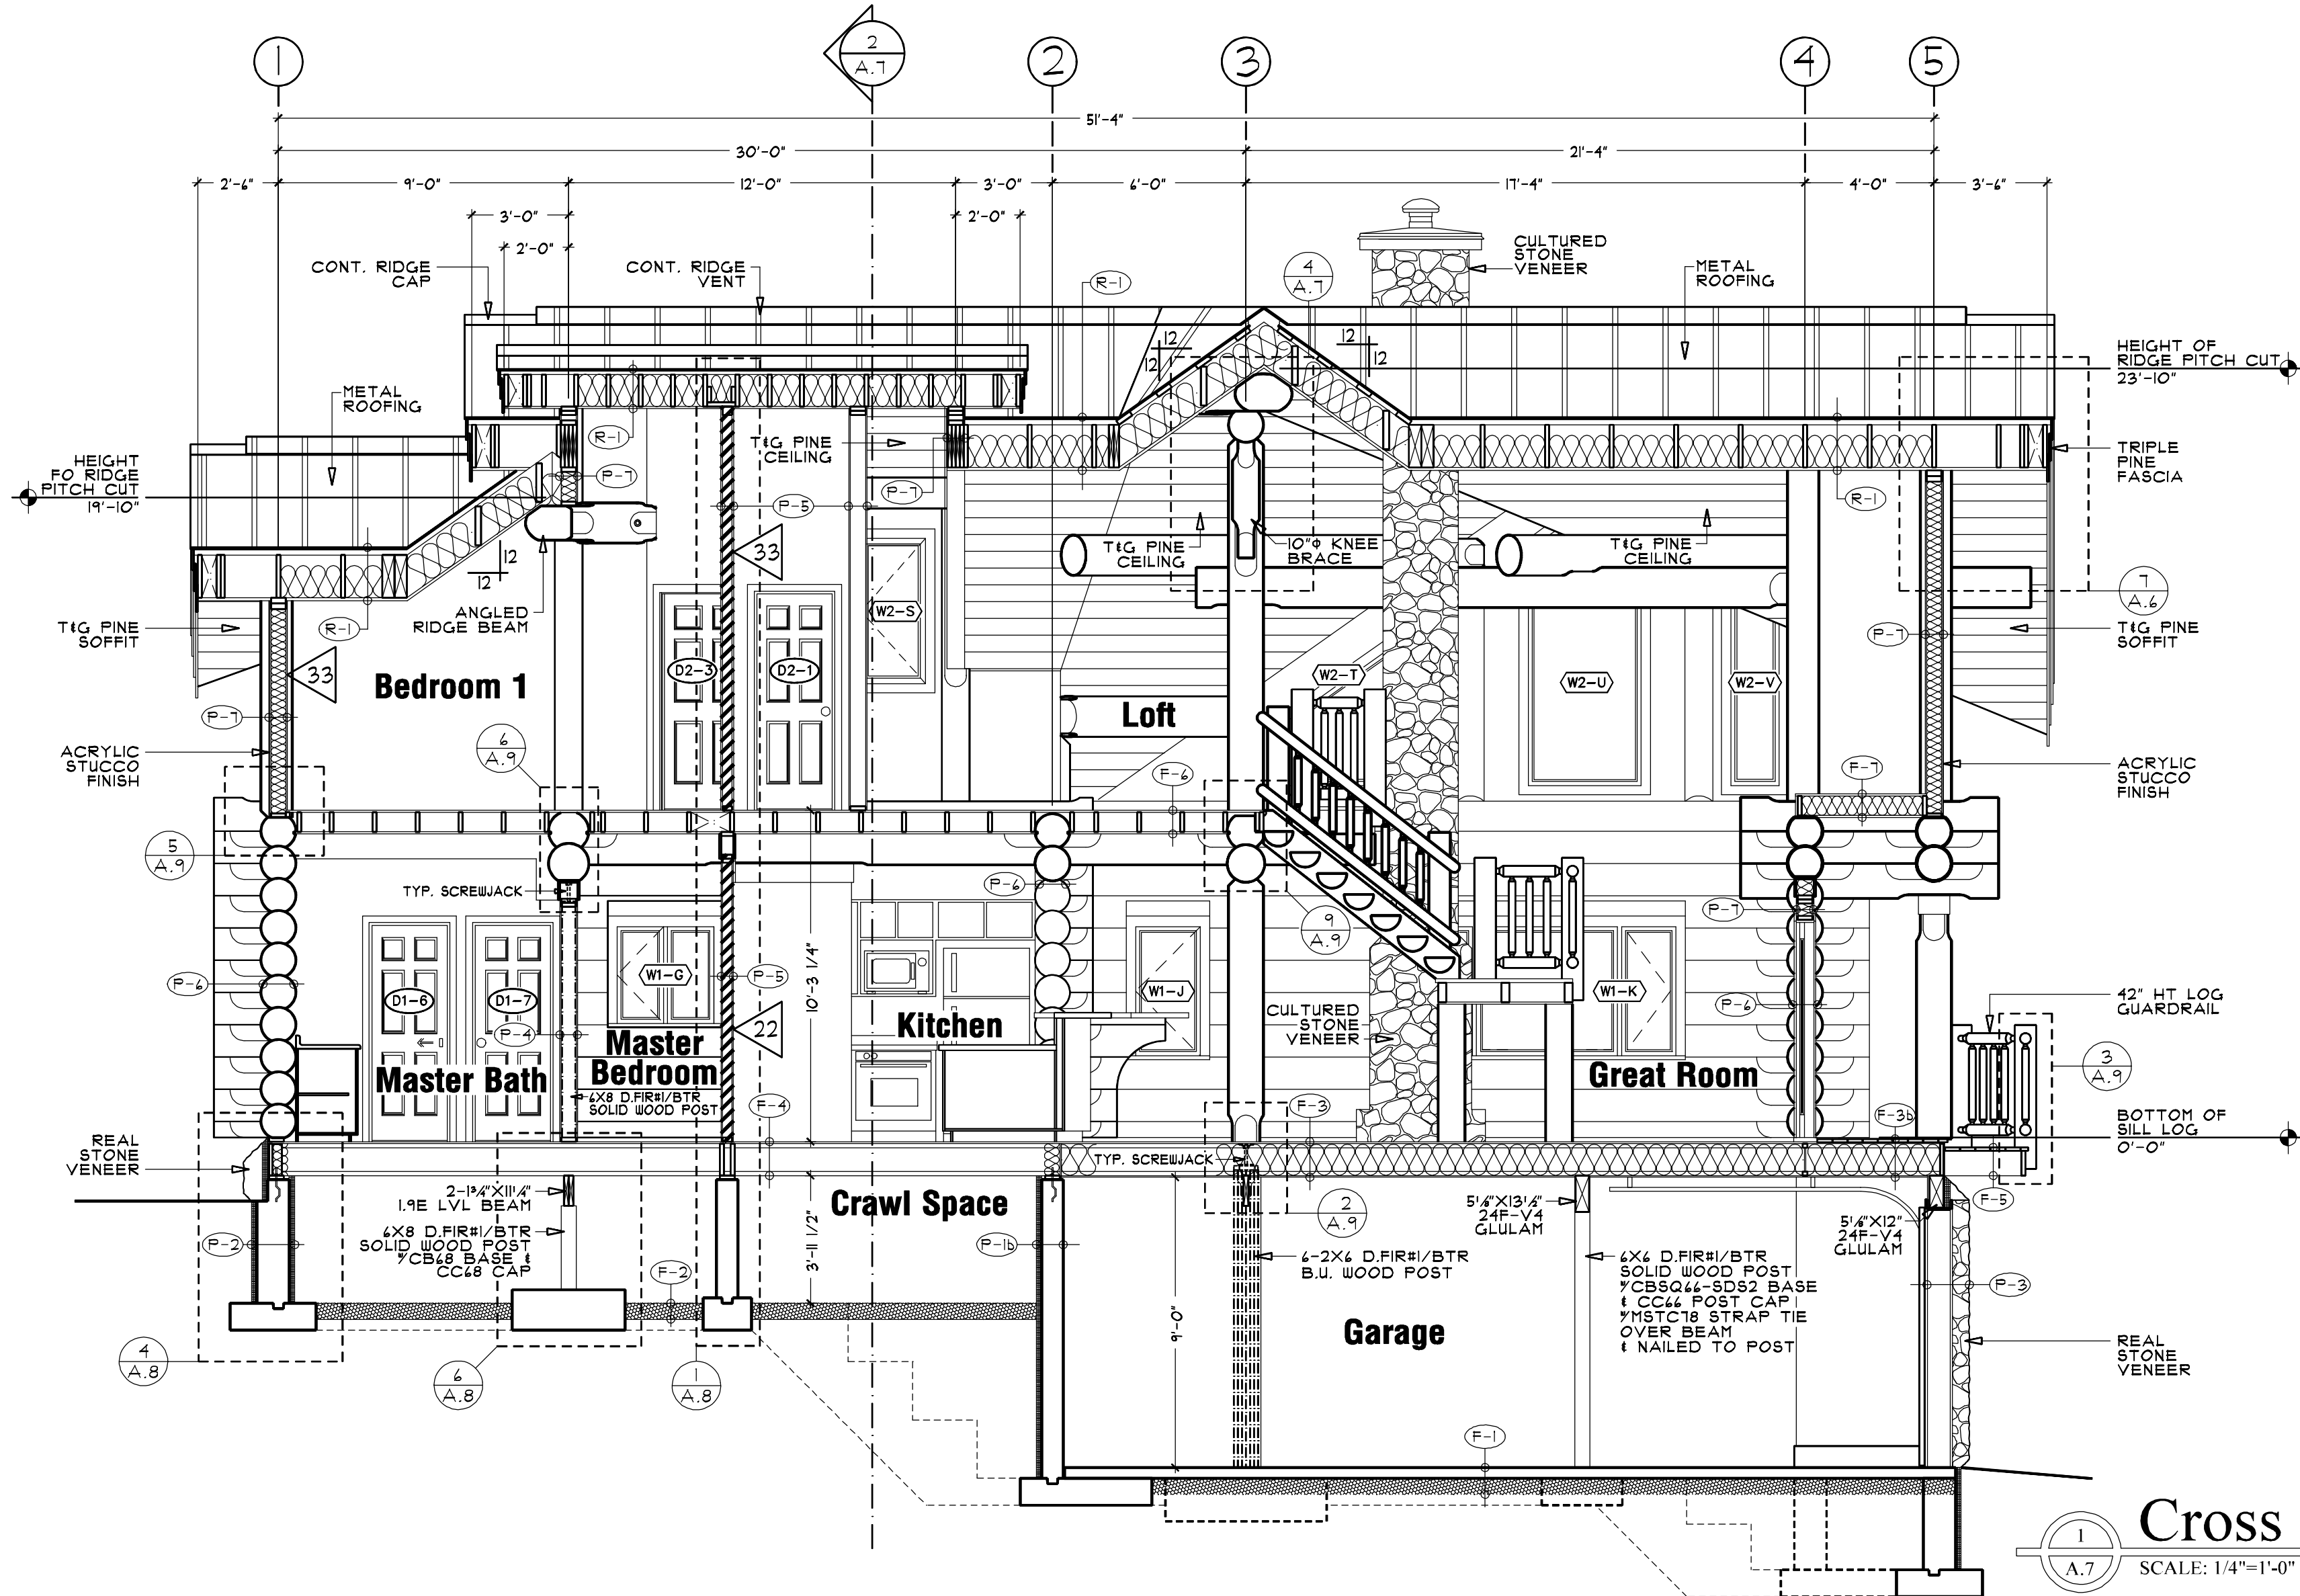 1
2
A.7
2
3
4
5
51'-4"
30'-0"
21'-4"
2'-6"
9'-0"
12'-0"
3'-0"
6'-0"
17'-4"
4'-0"
3'-6"
3'-0"
2'-0"
2'-0"
CONT. RIDGE
CAP
CONT. RIDGE
VENT
R-1
4
A.7
CULTURED
STONE
VENEER
METAL
ROOFING
12
12
12
12
HEIGHT OF
RIDGE PITCH CUT
23'-10"
METAL
ROOFING
R-1
T&G PINE
CEILING
P-7
TRIPLE
PINE
FASCIA
HEIGHT
FO RIDGE
PITCH CUT
19'-10"
P-7
P-5
R-1
33
T&G PINE
CEILING
10"Φ KNEE
BRACE
T&G PINE
CEILING
12
12
7
A.6
ANGLED
RIDGE BEAM
W2-S
T&G PINE
SOFFIT
R-1
P-7
T&G PINE
SOFFIT
33
Bedroom 1
D2-3
D2-1
W2-T
W2-U
W2-V
P-7
Loft
6
A.9
ACRYLIC
STUCCO
FINISH
F-6
F-7
ACRYLIC
STUCCO
FINISH
5
A.9
TYP. SCREWJACK
P-6
9
A.9
P-7
10'-3 1/4"
P-6
D1-6
D1-7
W1-G
P-5
W1-J
W1-K
P-6
42" HT LOG
GUARDRAIL
P-4
Master
Bedroom
22
Kitchen
CULTURED
STONE
VENEER
Master Bath
Great Room
3
A.9
6X8 D.FIR#1/BTR
SOLID WOOD POST
F-4
F-3
F-3b
BOTTOM OF
SILL LOG
0'-0"
REAL
STONE
VENEER
TYP. SCREWJACK
2-1¾"X11¼"
1.9E LVL BEAM
Crawl Space
2
A.9
5⅛"X13½"
24F-V4
GLULAM
5⅛"X12"
24F-V4
GLULAM
F-5
P-2
6X8 D.FIR#1/BTR
SOLID WOOD POST
W/CB68 BASE &
CC68 CAP
F-2
3'-11 1/2"
P-1b
6-2X6 D.FIR#1/BTR
B.U. WOOD POST
6X6 D.FIR#1/BTR
SOLID WOOD POST
W/CBSQ66-SDS2 BASE
& CC66 POST CAP
W/MSTC78 STRAP TIE
OVER BEAM
& NAILED TO POST
P-3
9'-0"
Garage
4
A.8
6
A.8
1
A.8
REAL
STONE
VENEER
F-1
1
A.7
Cross
SCALE: 1/4"=1'-0"